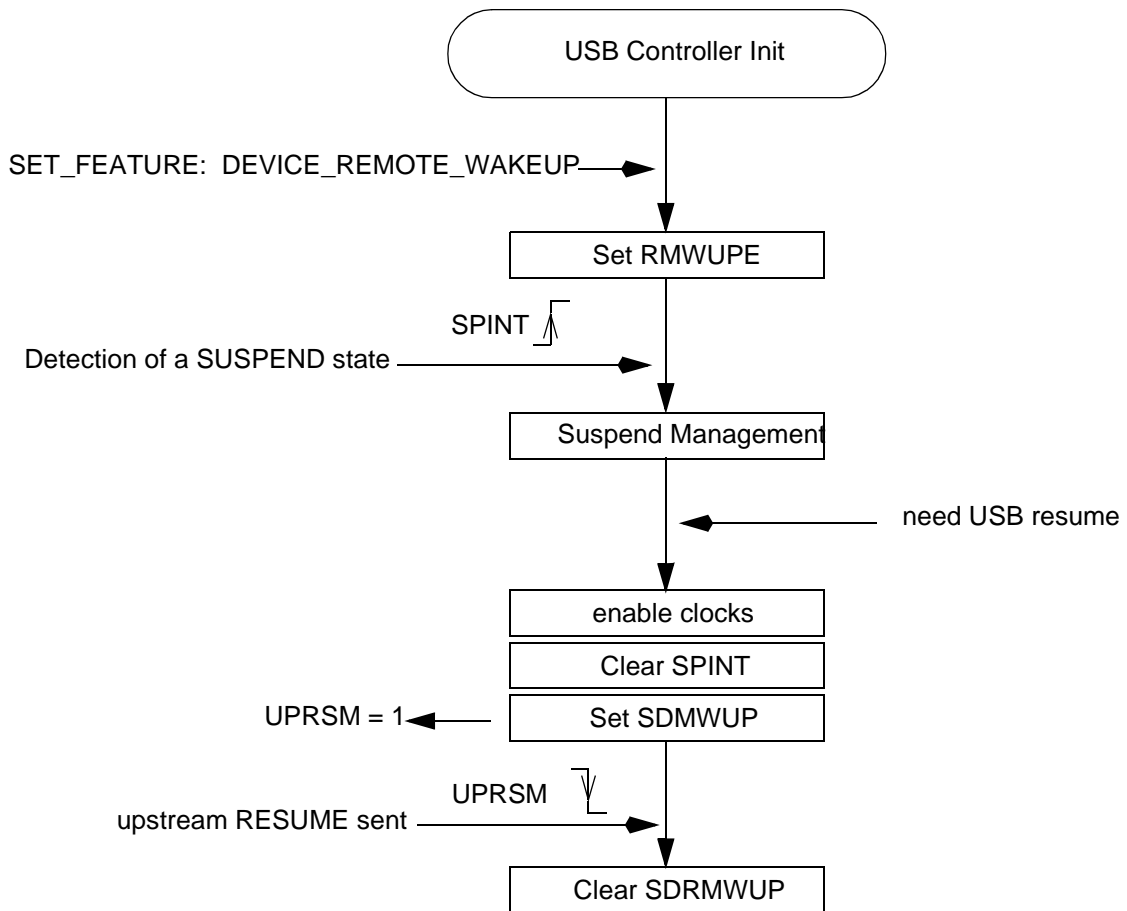 USB Controller Init
SET_FEATURE: DEVICE_REMOTE_WAKEUP
Set RMWUPE
SPINT
Detection of a SUSPEND state
Suspend Management
need USB resume
enable clocks
Clear SPINT
UPRSM = 1
Set SDMWUP
UPRSM
upstream RESUME sent
Clear SDRMWUP